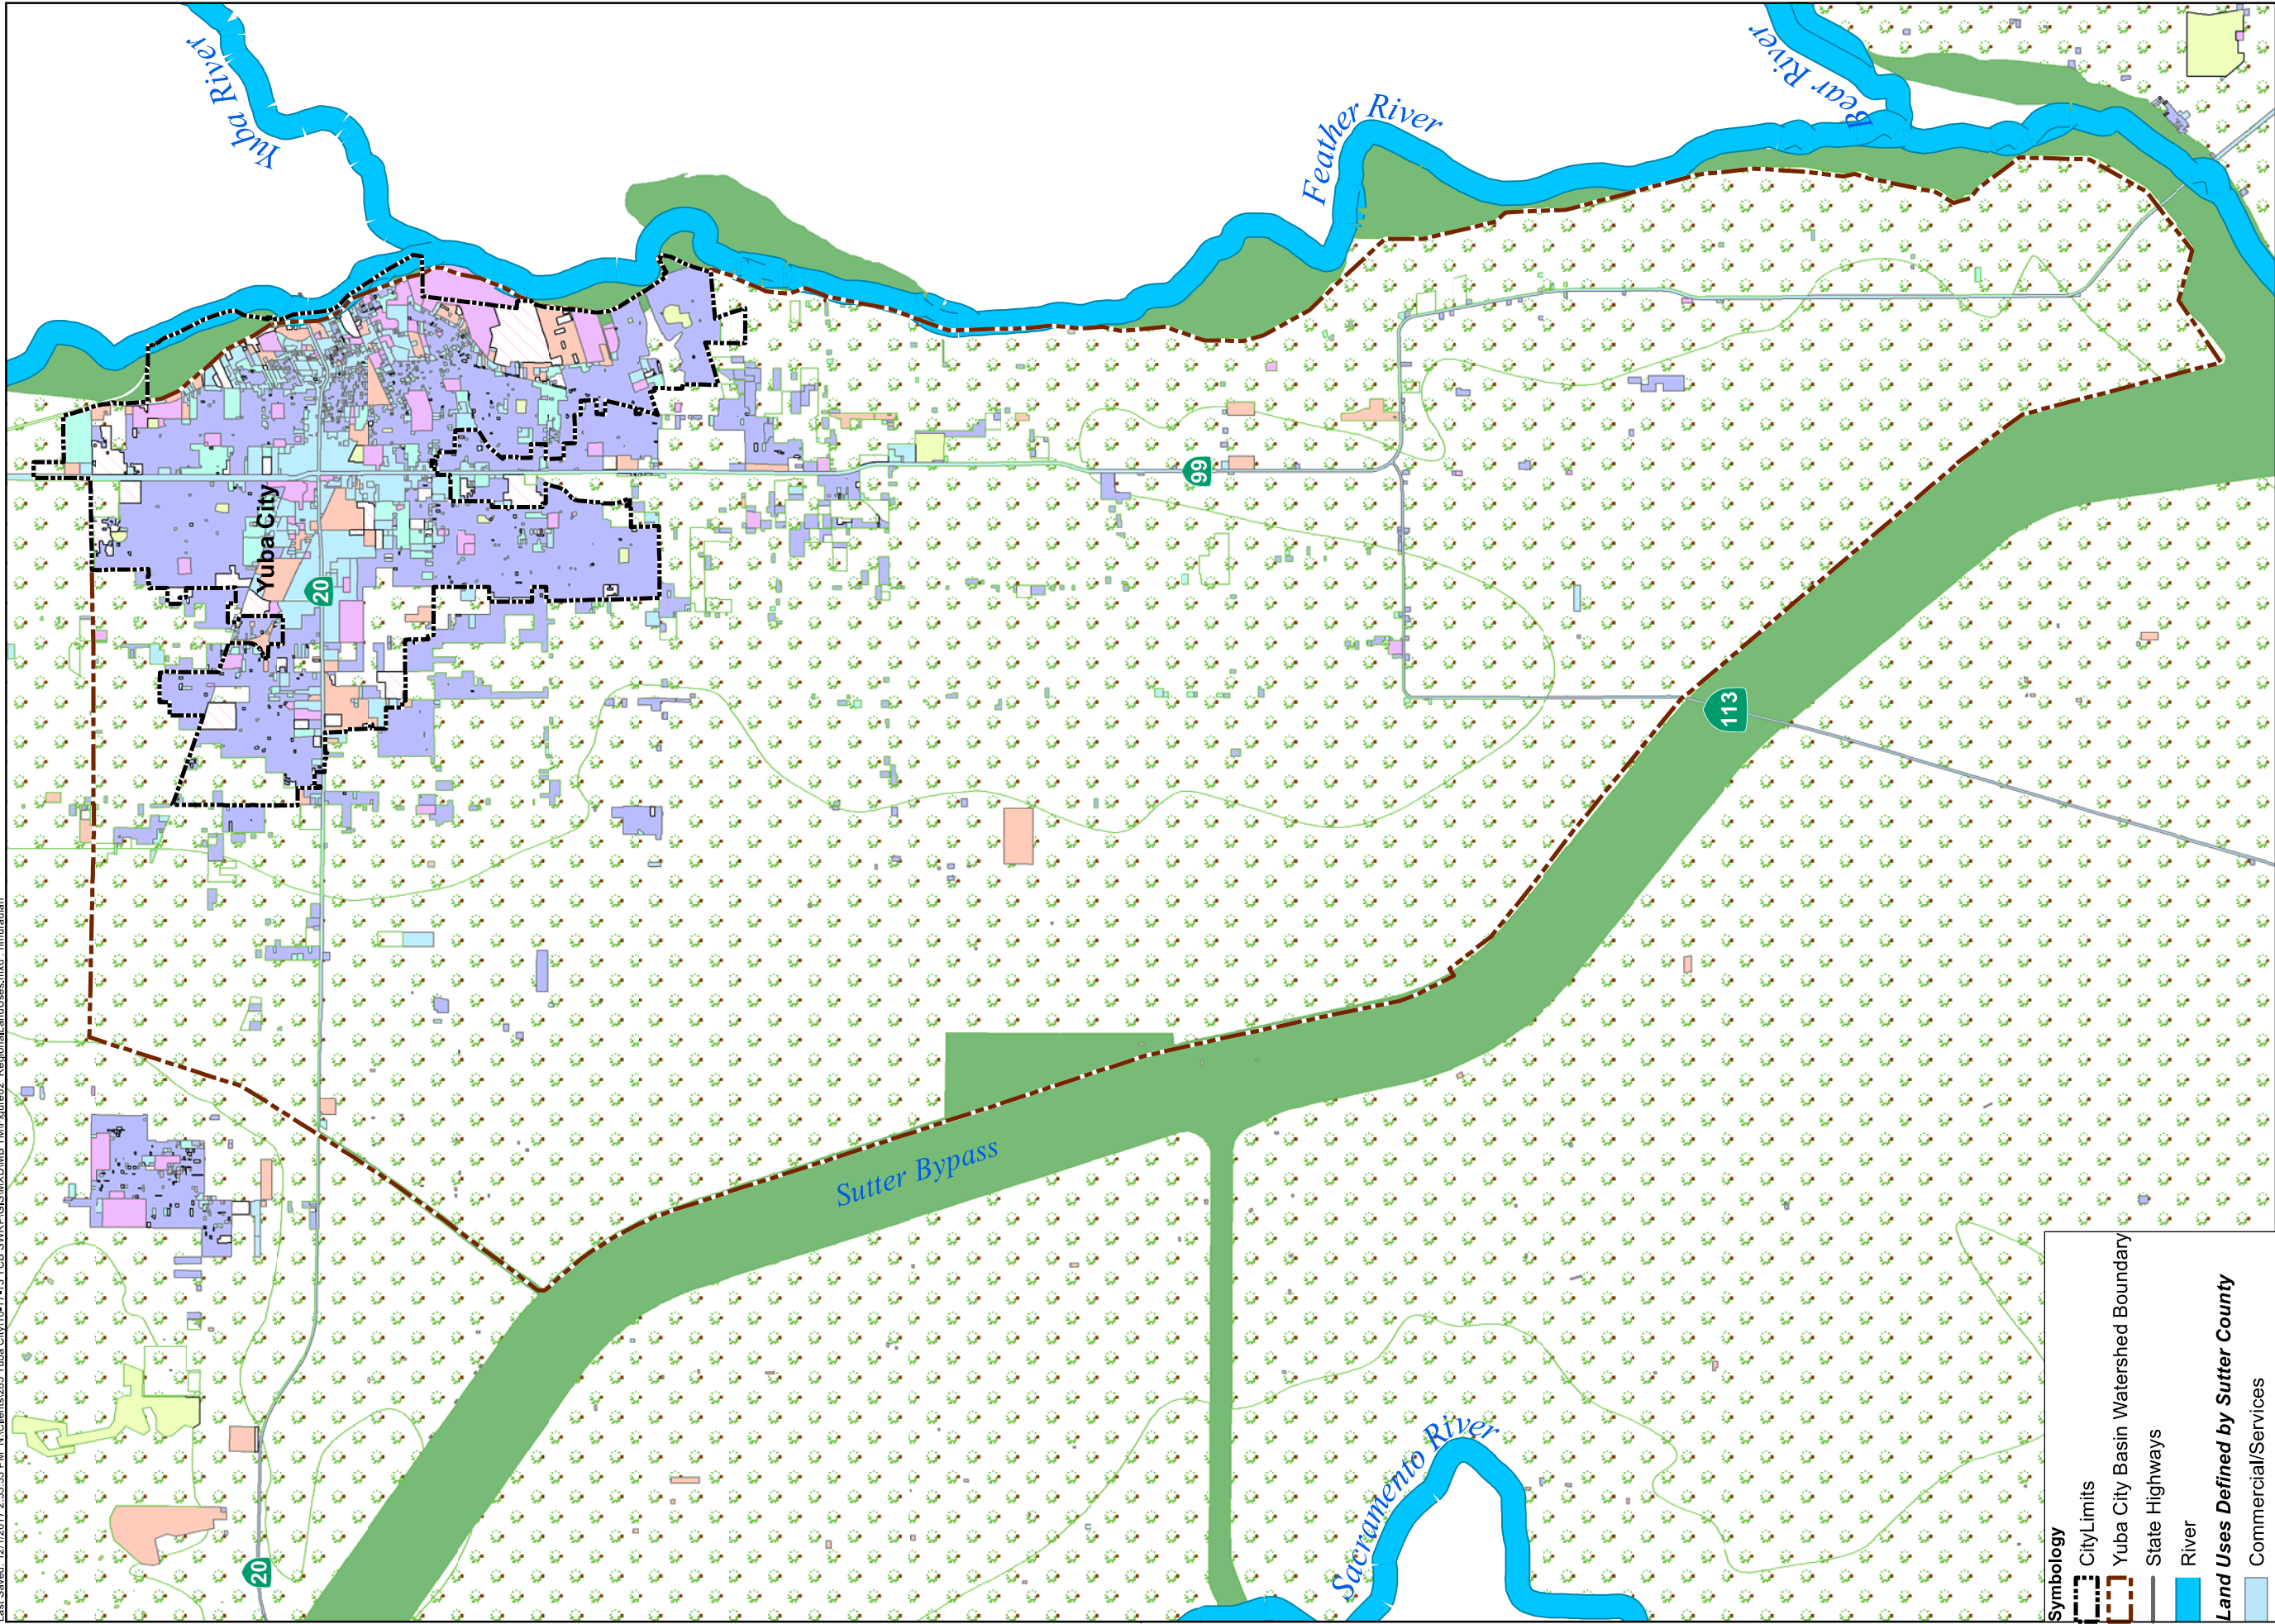 Yuba River
Feather River
Bear River
Yuba City
20
99
113
Sutter Bypass
Sacramento River
20
Symbology
CityLimits
Yuba City Basin Watershed Boundary
State Highways
River
Land Uses Defined by Sutter County
Commercial/Services